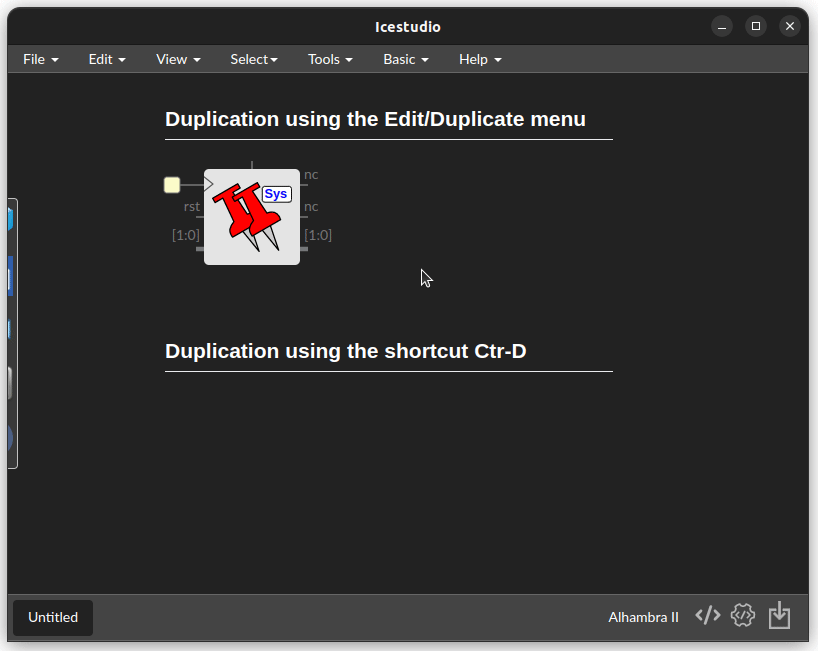 Icestudio
File Edit View Select Tools Basic Help
Duplication using the Edit/Duplicate menu
nc
Sys
rst nc
[1:0] [1:0]
Duplication using the shortcut Ctr-D
Untitled Alhambra II